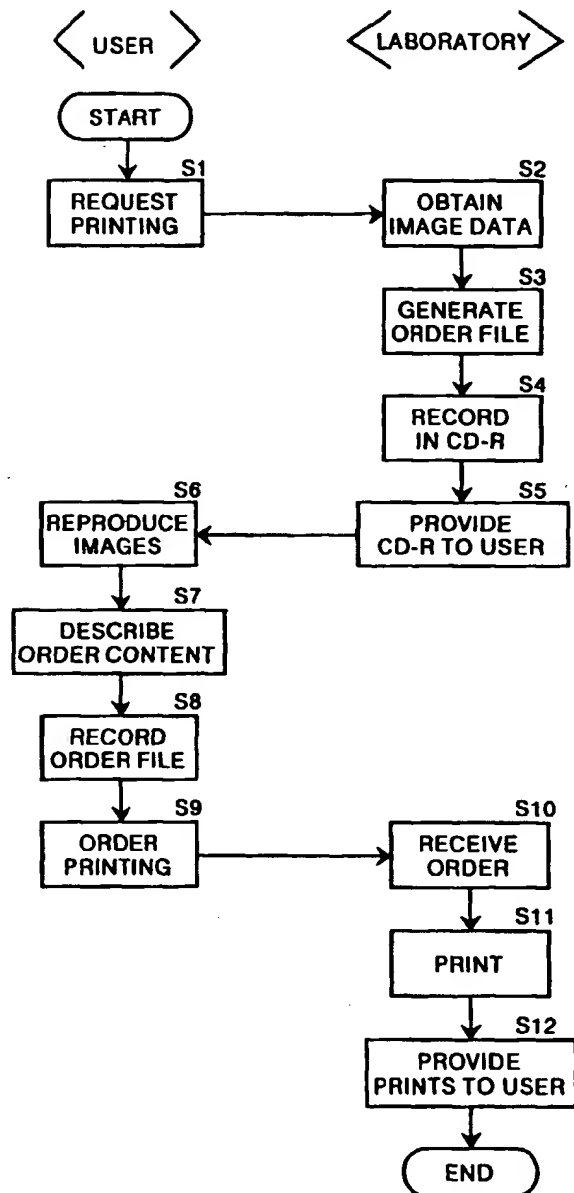 USER
LABORATORY
START
S1
REQUEST
PRINTING
S2
OBTAIN
IMAGE DATA
S3
GENERATE
ORDER FILE
S4
RECORD
IN CD-R
S5
PROVIDE
CD-R TO USER
S6
REPRODUCE
IMAGES
S7
DESCRIBE
ORDER CONTENT
S8
RECORD
ORDER FILE
S9
ORDER
PRINTING
S10
RECEIVE
ORDER
S11
PRINT
S12
PROVIDE
PRINTS TO USER
END